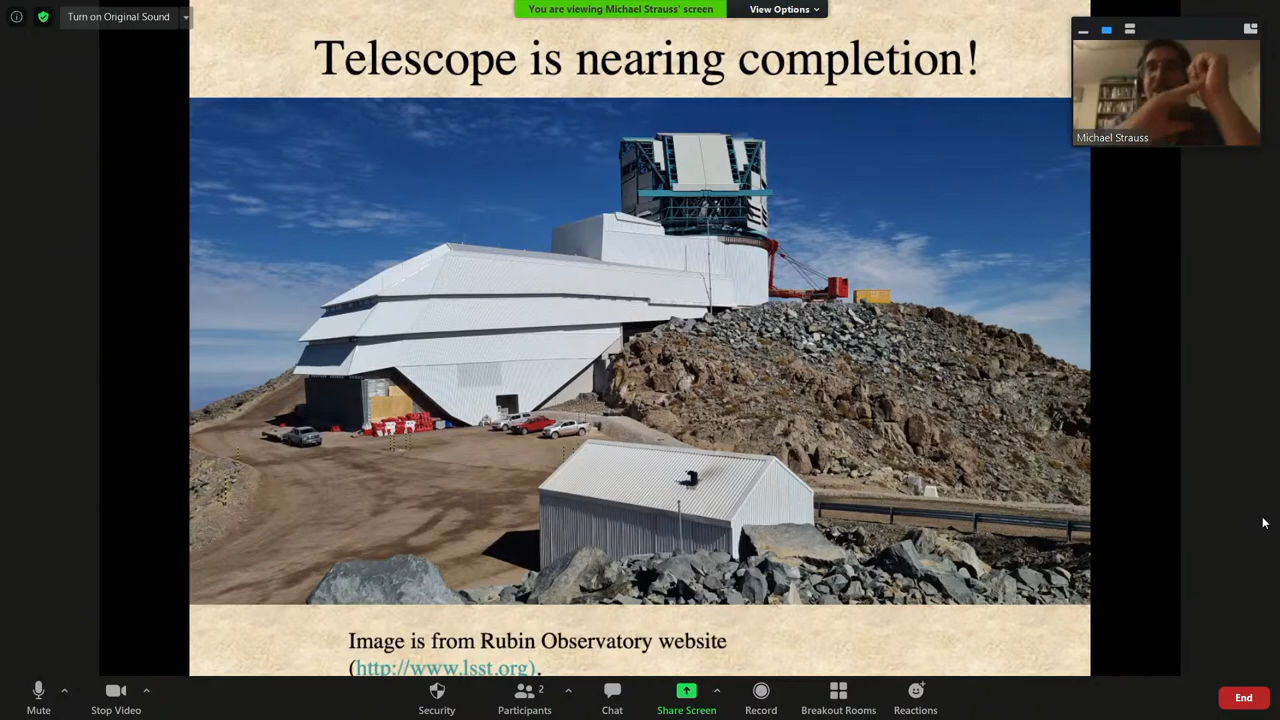 Turn on Original Sound
You are viewing Michael Strauss' screen
View Options
Telescope is nearing completion!
Michael Strauss
Image is from Rubin Observatory website
(http://www.lsst.org).
Mute
Stop Video
Security
Participants
2
Chat
Share Screen
Record
Breakout Rooms
Reactions
End